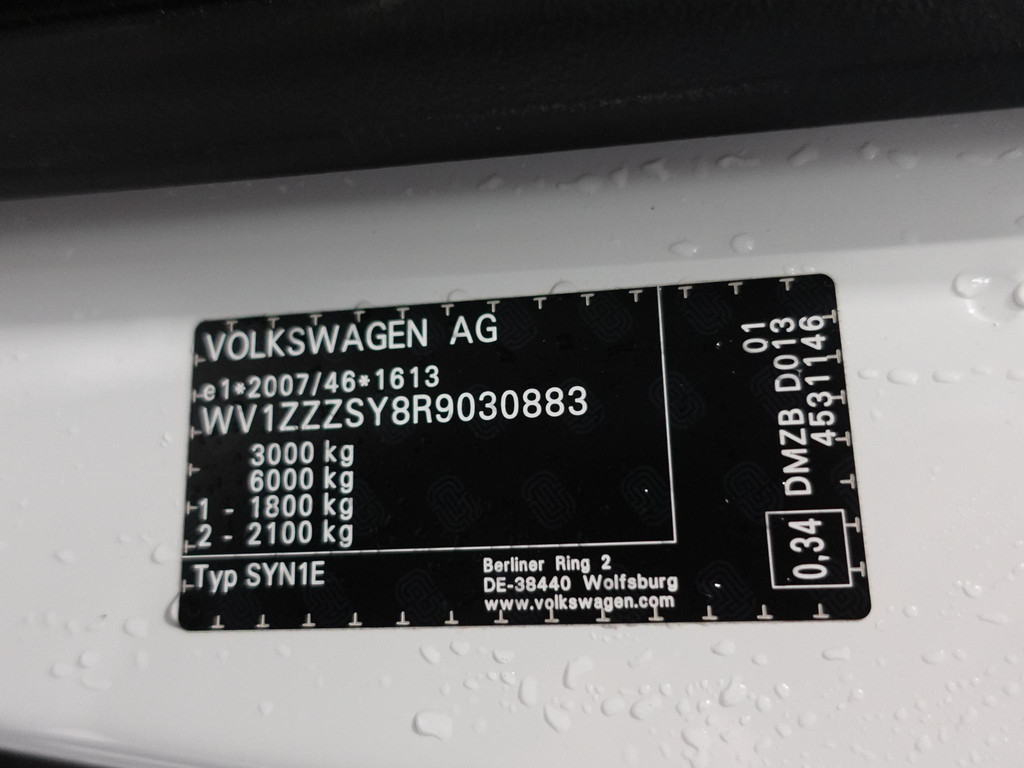 VOLKSWAGEN AG
e1*2007/46*1613
WV1ZZZSY8R9030883
3000 kg
6000 kg
1 - 1800 kg
2 - 2100 kg
Typ SYN1E
Berliner Ring 2
DE-38440 Wolfsburg
www.volkswagen.com
01
DMZB D013
4531146
0,34